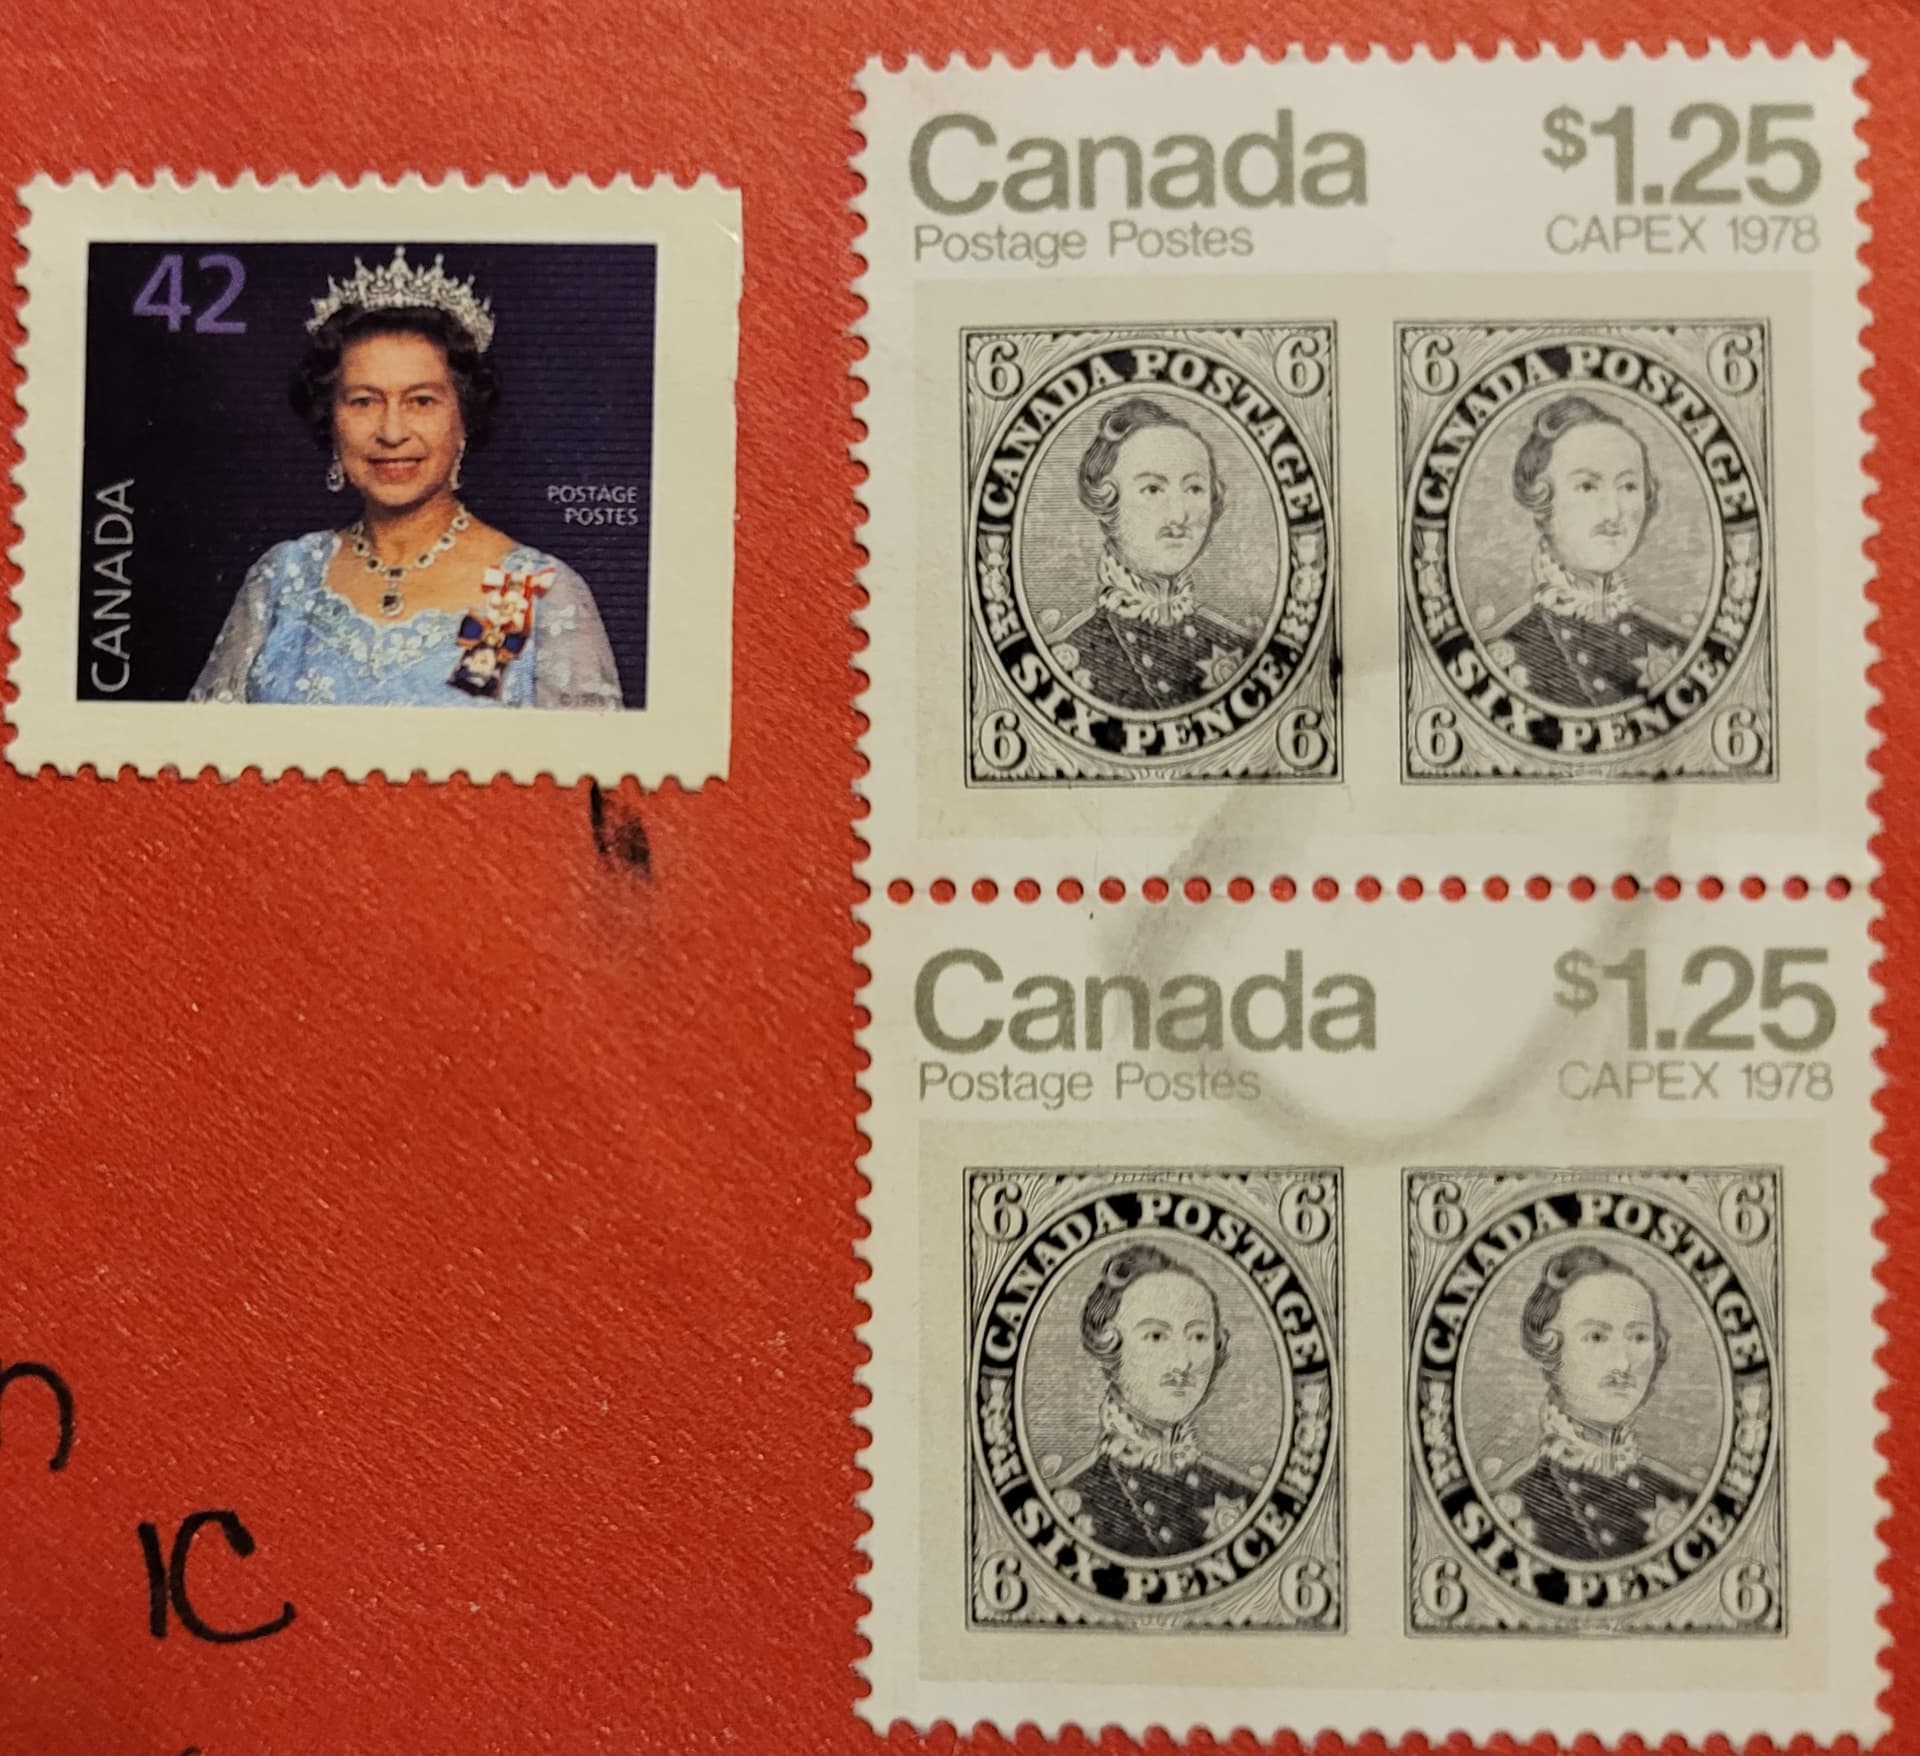 42
CANADA
POSTAGE
POSTES
Canada $1.25
Postage Postes CAPEX 1978
6 6
CANADA POSTAGE
SIX PENCE.
6 6
6 6
CANADA POSTAGE
SIX PENCE.
6 6
Canada $1.25
Postage Postes CAPEX 1978
6 6
CANADA POSTAGE
SIX PENCE.
6 6
6 6
CANADA POSTAGE
SIX PENCE.
6 6
n
1C